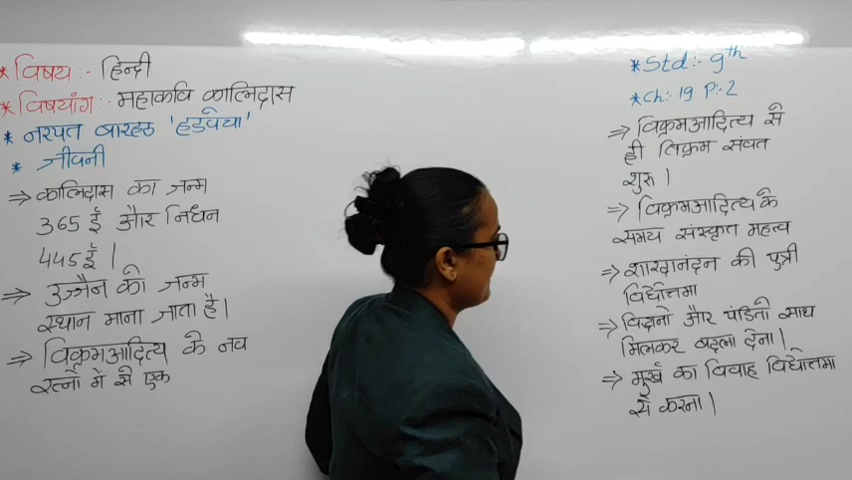 * विषय :- हिन्दी
* विषयांग :- महाकवि कालिदास
* नरपत बारहठ 'हडवेचा'
* जीवनी
⇒ कालिदास का जन्म
365 ई और निधन
445 ई |
⇒ उज्जैन को जन्म
स्थान माना जाता है |
⇒ विक्रमआदित्य के नव
रत्नो में से एक
* Std :- 9th
* Ch : 19 P :- 2
⇒ विक्रमआदित्य से
ही विक्रम संवत
शुरू |
⇒ विक्रमआदित्य के
समय संस्कृत महत्व
⇒ शारदानंदन की पुत्री
विद्योत्तमा
⇒ विद्वानो और पंडितो साथ
मिलकर बदला देना |
⇒ मुर्ख का विवाह विद्योत्तमा
से करना |